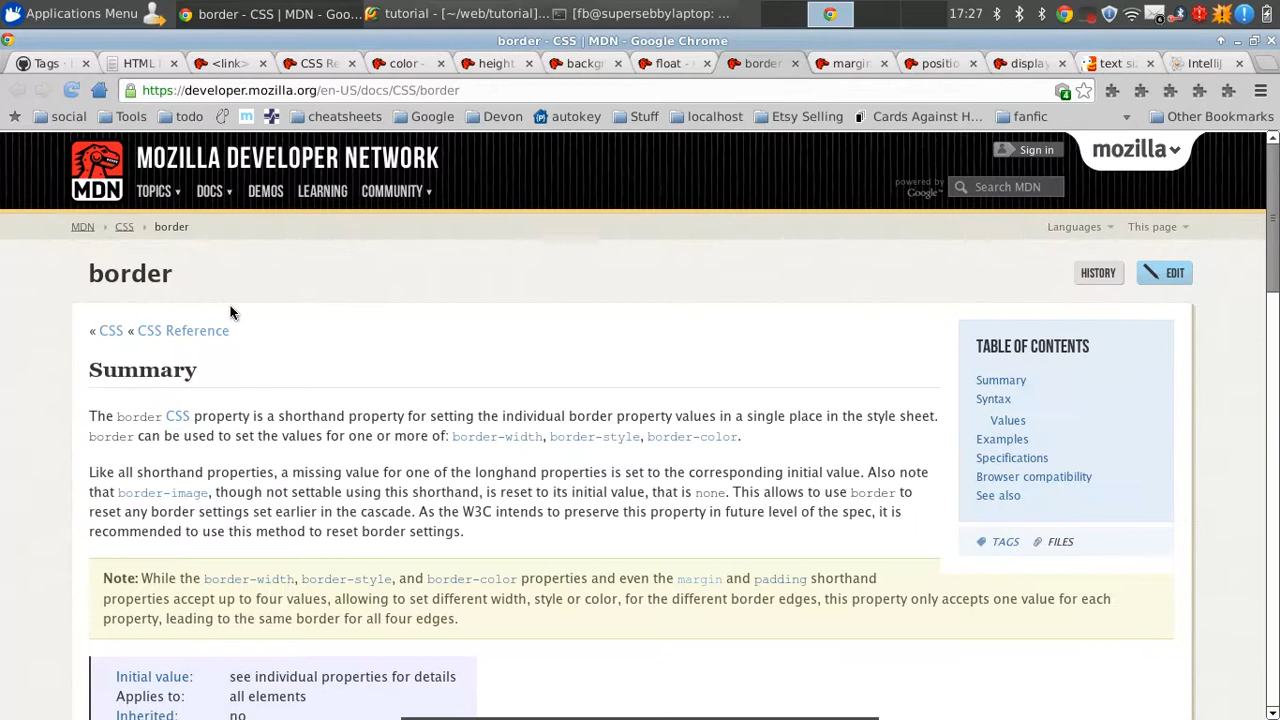 Applications Menu border - CSS | MDN - Goo... tutorial - [~/web/tutorial]... [fb@supersebbylaptop: ... 17:27
border - CSS | MDN - Google Chrome
Tags · HTML <link> CSS Re color - height backg float - border margin positio display text siz Intellij
https://developer.mozilla.org/en-US/docs/CSS/border 4
social Tools todo m cheatsheets Google Devon autokey Stuff localhost Etsy Selling Cards Against H... fanfic Other Bookmarks
MDN MOZILLA DEVELOPER NETWORK Sign in mozilla
TOPICS DOCS DEMOS LEARNING COMMUNITY powered by Google™ Search MDN
MDN CSS border Languages This page
border HISTORY EDIT
« CSS « CSS Reference
Summary
The border CSS property is a shorthand property for setting the individual border property values in a single place in the style sheet.
border can be used to set the values for one or more of: border-width, border-style, border-color.
Like all shorthand properties, a missing value for one of the longhand properties is set to the corresponding initial value. Also note
that border-image, though not settable using this shorthand, is reset to its initial value, that is none. This allows to use border to
reset any border settings set earlier in the cascade. As the W3C intends to preserve this property in future level of the spec, it is
recommended to use this method to reset border settings.
Note: While the border-width, border-style, and border-color properties and even the margin and padding shorthand
properties accept up to four values, allowing to set different width, style or color, for the different border edges, this property only accepts one value for each
property, leading to the same border for all four edges.
Initial value: see individual properties for details
Applies to: all elements
Inherited: no
TABLE OF CONTENTS
Summary
Syntax
Values
Examples
Specifications
Browser compatibility
See also
TAGS FILES